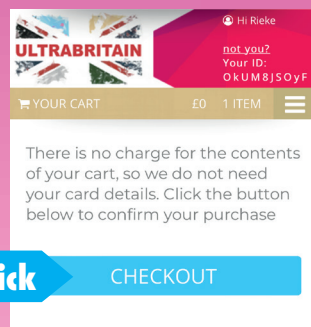 Hi Rieke
ULTRABRITAIN
not you?
Your ID:
OkUM8JSOyF
YOUR CART £0 1 ITEM
There is no charge for the contents
of your cart, so we do not need
your card details. Click the button
below to confirm your purchase
ick
CHECKOUT